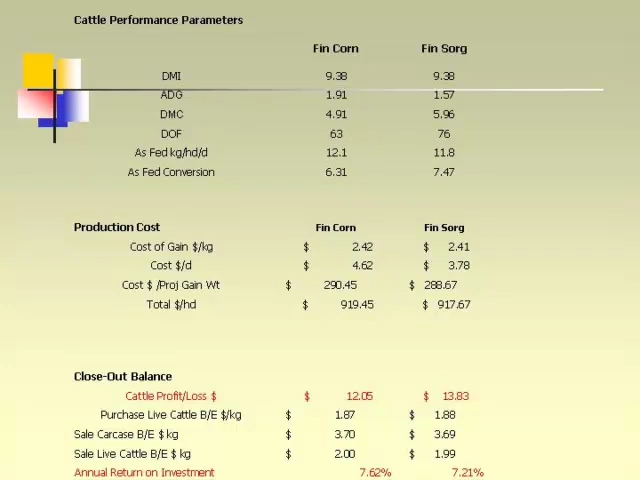 Cattle Performance Parameters
Fin Corn Fin Sorg
DMI 9.38 9.38
ADG 1.91 1.57
DMC 4.91 5.96
DOF 63 76
As Fed kg/hd/d 12.1 11.8
As Fed Conversion 6.31 7.47
Production Cost Fin Corn Fin Sorg
Cost of Gain $/kg $ 2.42 $ 2.41
Cost $/d $ 4.62 $ 3.78
Cost $ /Proj Gain Wt $ 290.45 $ 288.67
Total $/hd $ 919.45 $ 917.67
Close-Out Balance
Cattle Profit/Loss $ $ 12.05 $ 13.83
Purchase Live Cattle B/E $/kg $ 1.87 $ 1.88
Sale Carcase B/E $ kg $ 3.70 $ 3.69
Sale Live Cattle B/E $ kg $ 2.00 $ 1.99
Annual Return on Investment 7.62% 7.21%